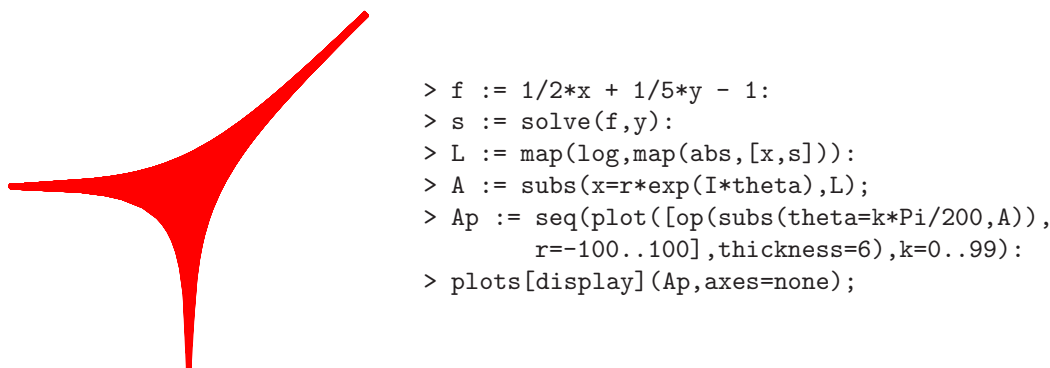 > f := 1/2*x + 1/5*y - 1:
> s := solve(f,y):
> L := map(log,map(abs,[x,s])):
> A := subs(x=r*exp(I*theta),L);
> Ap := seq(plot([op(subs(theta=k*Pi/200,A)),
r=-100..100],thickness=6),k=0..99):
> plots[display](Ap,axes=none);